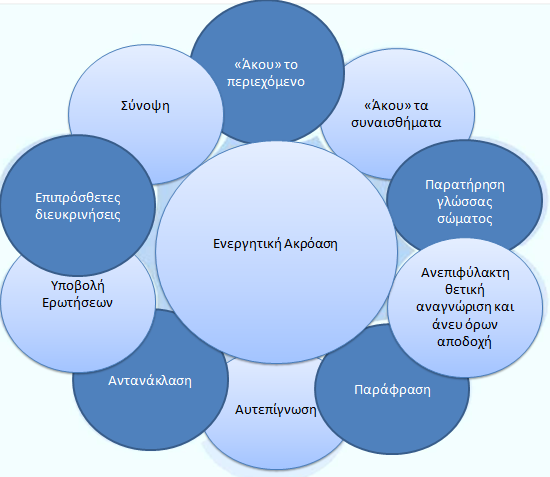 «Άκου» το
περιεχόμενο
«Άκου» τα
συναισθήματα
Παρατήρηση
γλώσσας
σώματος
Ανεπιφύλακτη
θετική
αναγνώριση και
άνευ όρων
αποδοχή
Παράφραση
Αυτεπίγνωση
Αντανάκλαση
Υποβολή
Ερωτήσεων
Επιπρόσθετες
διευκρινήσεις
Σύνοψη
Ενεργητική Ακρόαση